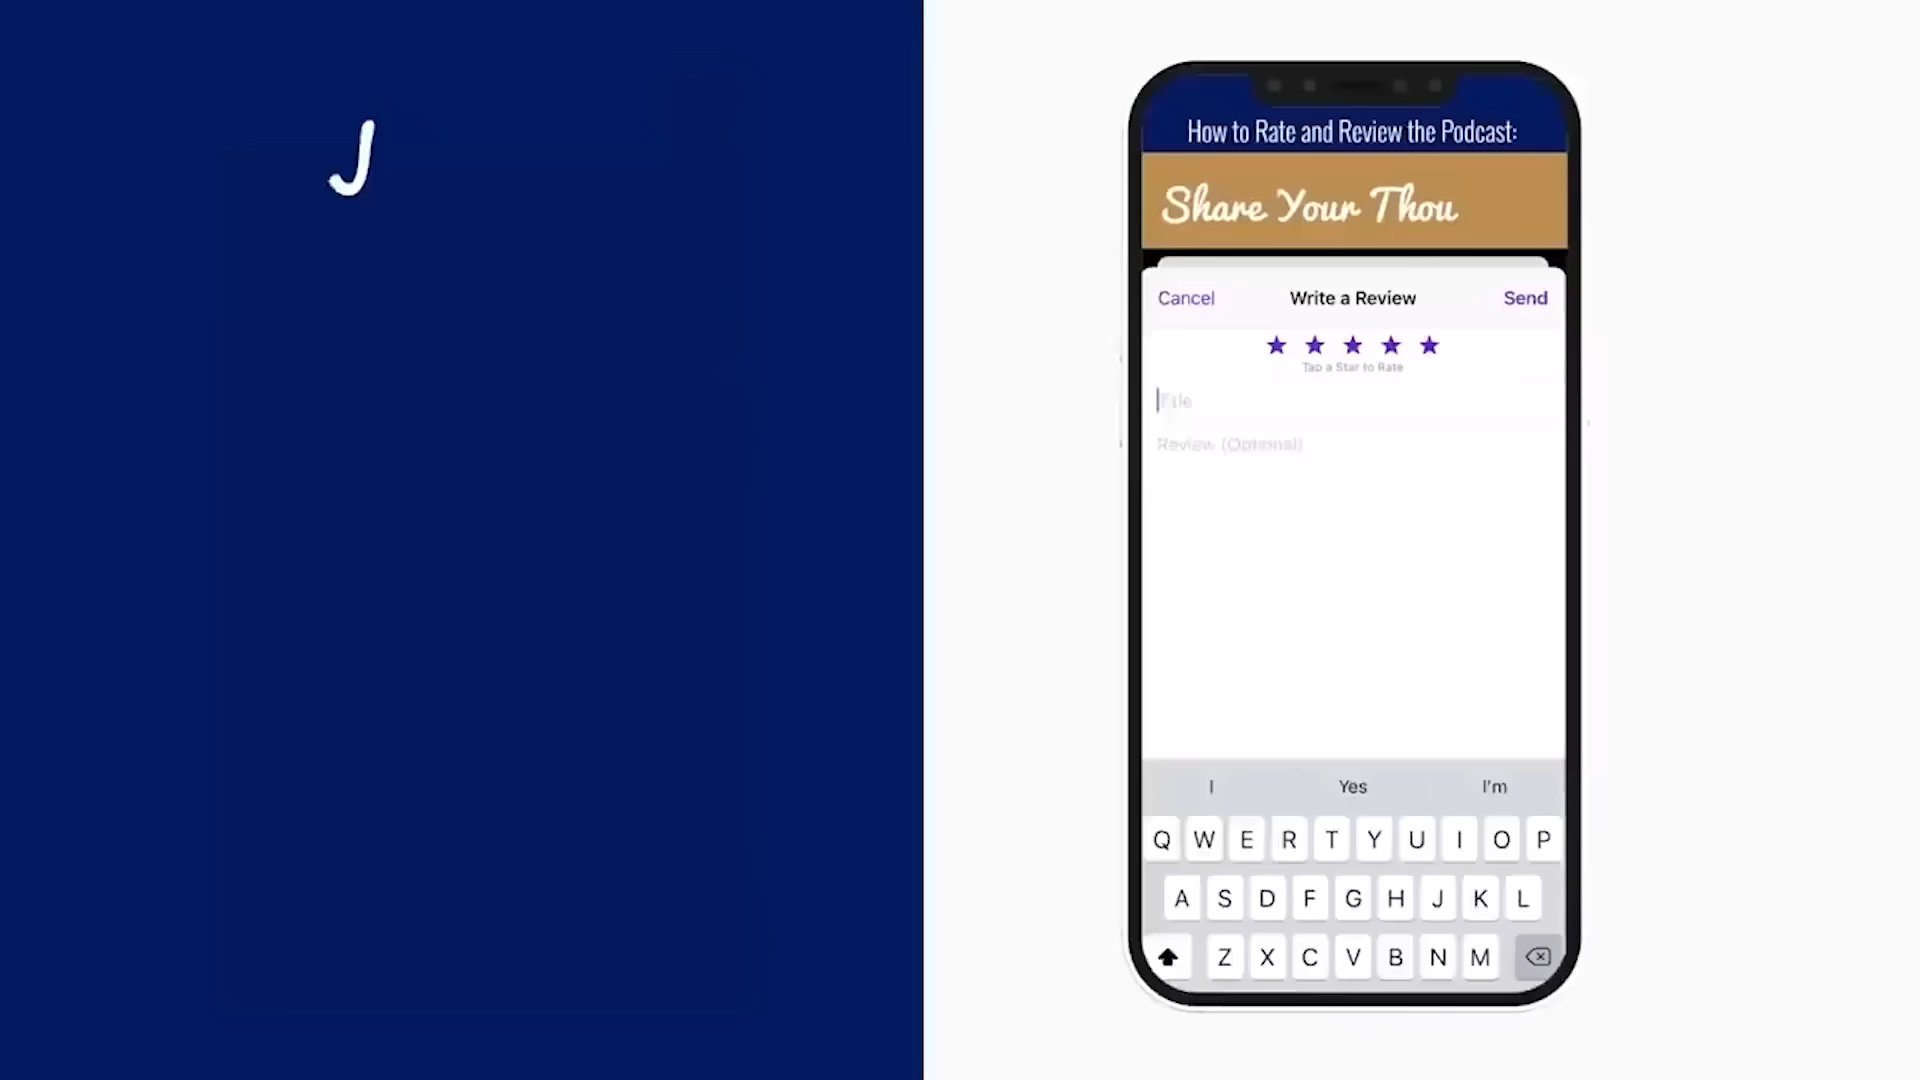 J
How to Rate and Review the Podcast:
Share Your Thou
Cancel Write a Review Send
Tap a Star to Rate
Title
Review (Optional)
I Yes I'm
Q W E R T Y U I O P
A S D F G H J K L
Z X C V B N M